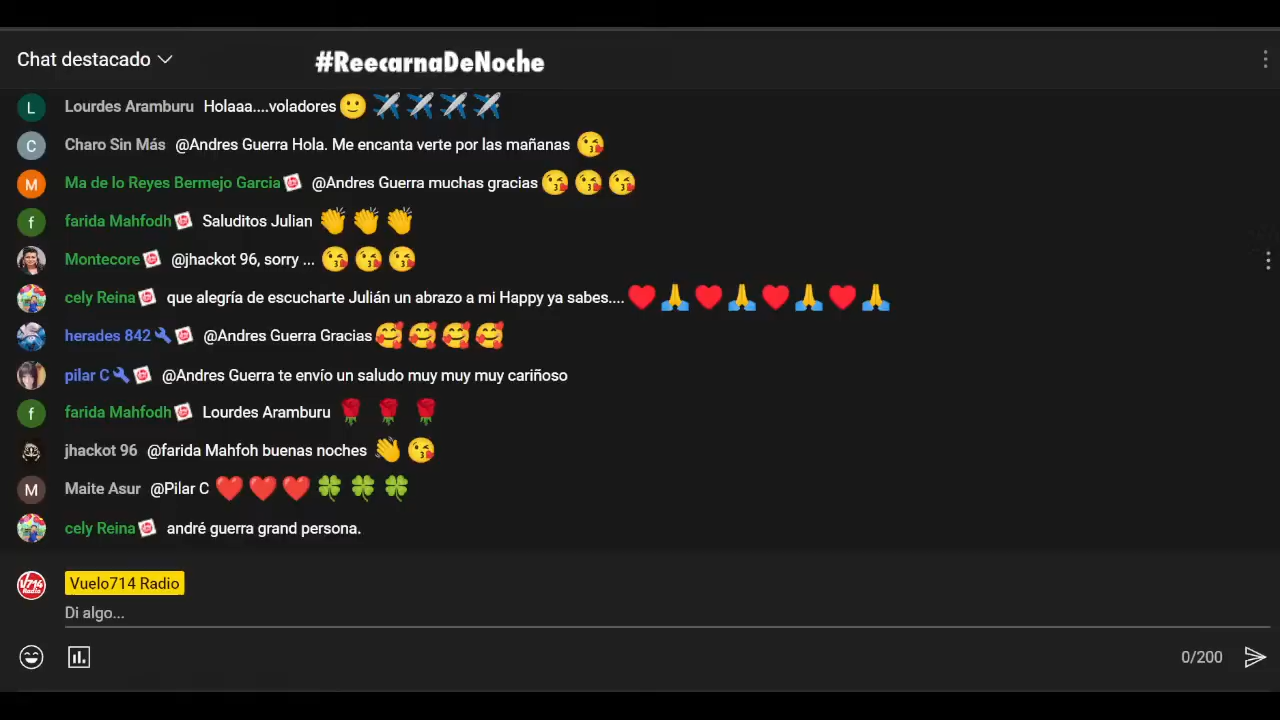 Chat destacado
#ReecarnaDeNoche
L Lourdes Aramburu Holaaa....voladores 🙂 ✈️ ✈️ ✈️ ✈️
C Charo Sin Más @Andres Guerra Hola. Me encanta verte por las mañanas 😘
M Ma de lo Reyes Bermejo Garcia @Andres Guerra muchas gracias 😘 😘 😘
f farida Mahfodh Saluditos Julian 👏 👏 👏
Montecore @jhackot 96, sorry ... 😘 😘 😘
cely Reina que alegría de escucharte Julián un abrazo a mi Happy ya sabes.... ♥️ 🙏 ♥️ 🙏 ♥️ 🙏 ♥️ 🙏
herades 842 @Andres Guerra Gracias 🥰 🥰 🥰 🥰
pilar C @Andres Guerra te envío un saludo muy muy muy cariñoso
f farida Mahfodh Lourdes Aramburu 🌹 🌹 🌹
jhackot 96 @farida Mahfoh buenas noches 👋 😘
M Maite Asur @Pilar C ❤️ ❤️ ❤️ 🍀 🍀 🍀
cely Reina andré guerra grand persona.
V714 Radio Vuelo714 Radio
Di algo...
0/200